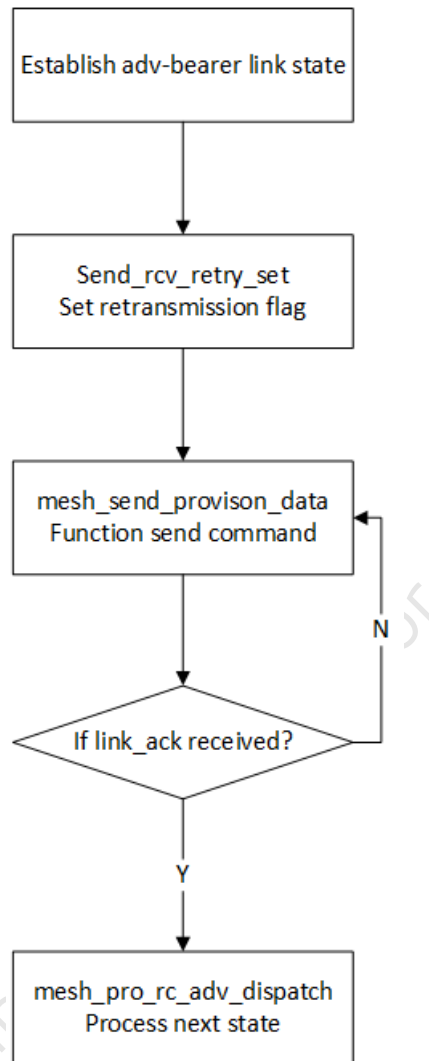 Establish adv-bearer link state
Send_rcv_retry_set
Set retransmission flag
mesh_send_provison_data
Function send command
N
If link_ack received?
Y
mesh_pro_rc_adv_dispatch
Process next state